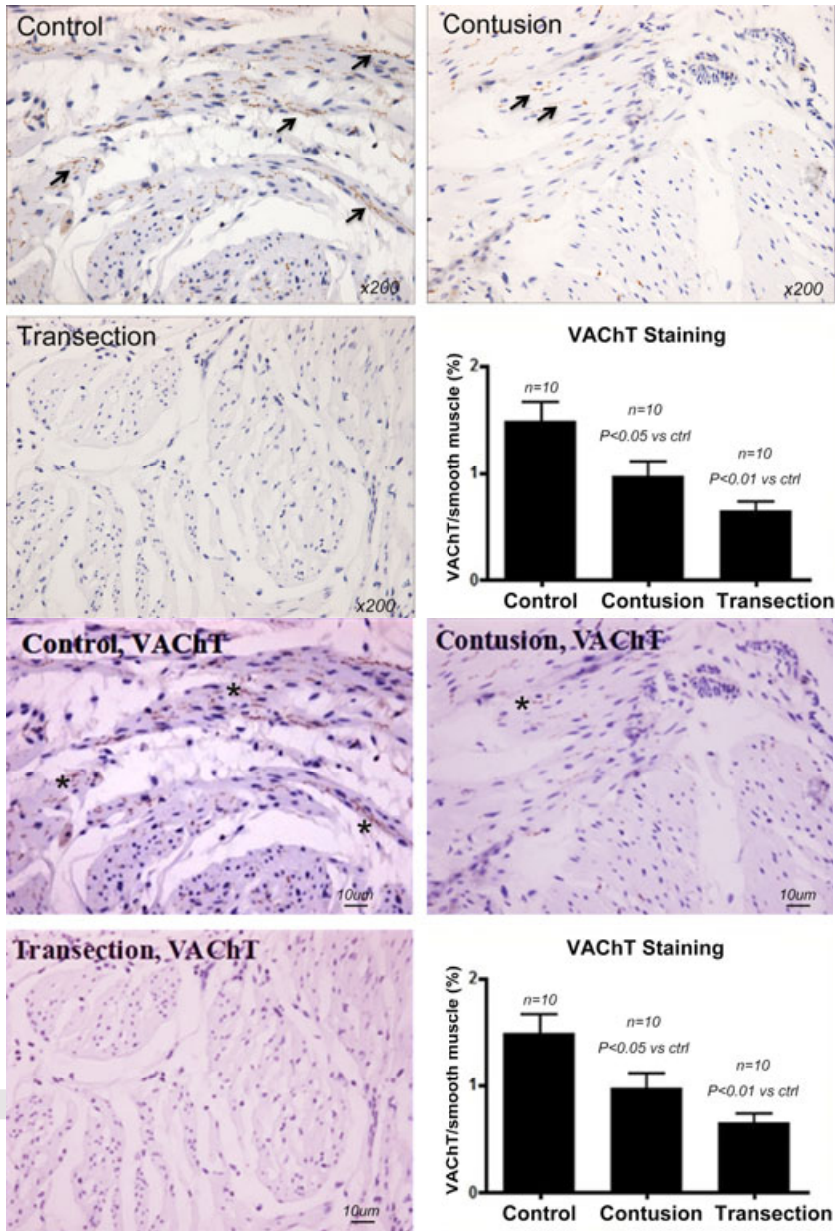 Control
x200
Contusion
x200
Transection
x200
VAChT Staining
VAChT/smooth muscle (%)
2
1
0
n=10
n=10
P<0.05 vs ctrl
n=10
P<0.01 vs ctrl
Control Contusion Transection
Control, VAChT
*
*
*
10um
Contusion, VAChT
*
10um
Transection, VAChT
10um
VAChT Staining
VAChT/smooth muscle (%)
2
1
0
n=10
n=10
P<0.05 vs ctrl
n=10
P<0.01 vs ctrl
Control Contusion Transection